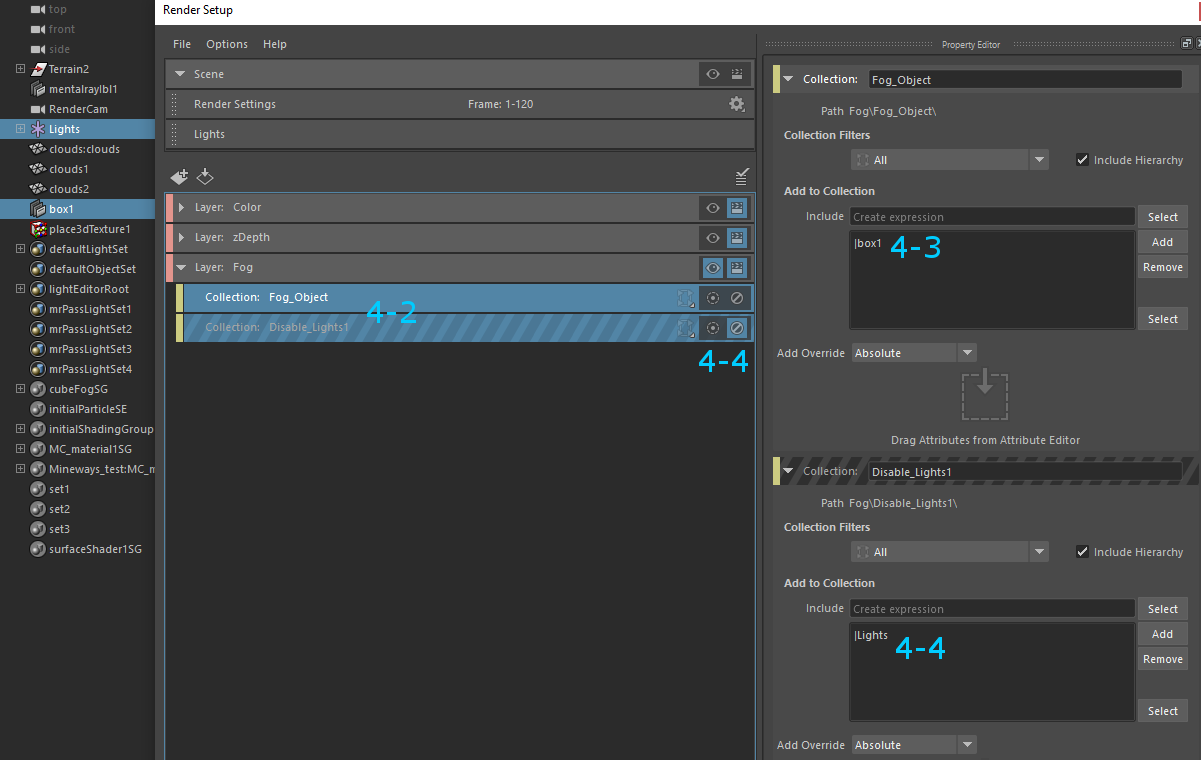 top
front
side
Terrain2
mentalraylbl1
RenderCam
Lights
clouds:clouds
clouds1
clouds2
box1
place3dTexture1
defaultLightSet
defaultObjectSet
lightEditorRoot
mrPassLightSet1
mrPassLightSet2
mrPassLightSet3
mrPassLightSet4
cubeFogSG
initialParticleSE
initialShadingGroup
MC_material1SG
Mineways_test:MC_m
set1
set2
set3
surfaceShader1SG
Render Setup
File Options Help
Scene
Render Settings Frame: 1-120
Lights
Layer: Color
Layer: zDepth
Layer: Fog
Collection: Fog_Object
4-2
Collection: Disable_Lights1
4-4
Property Editor
Collection: Fog_Object
Path Fog\Fog_Object\
Collection Filters
All Include Hierarchy
Add to Collection
Include Create expression Select
|box1 4-3 Add
Remove
Select
Add Override Absolute
Drag Attributes from Attribute Editor
Collection: Disable_Lights1
Path Fog\Disable_Lights1\
Collection Filters
All Include Hierarchy
Add to Collection
Include Create expression Select
|Lights 4-4 Add
Remove
Select
Add Override Absolute